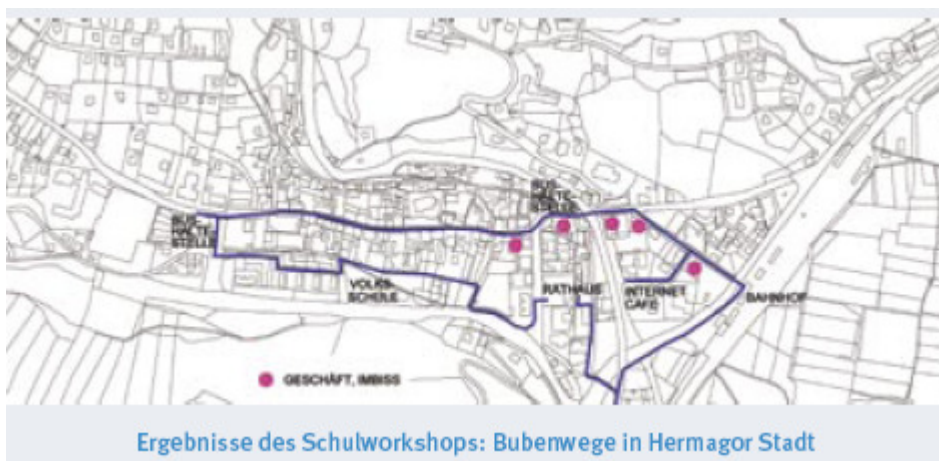 BUS-
HALTE-
STELLE
BUS-
HALTE-
STELLE
VOLKS-
SCHULE
RATHAUS
INTERNET
CAFE
BAHNHOF
GESCHÄFT, IMBISS
Ergebnisse des Schulworkshops: Bubenwege in Hermagor Stadt